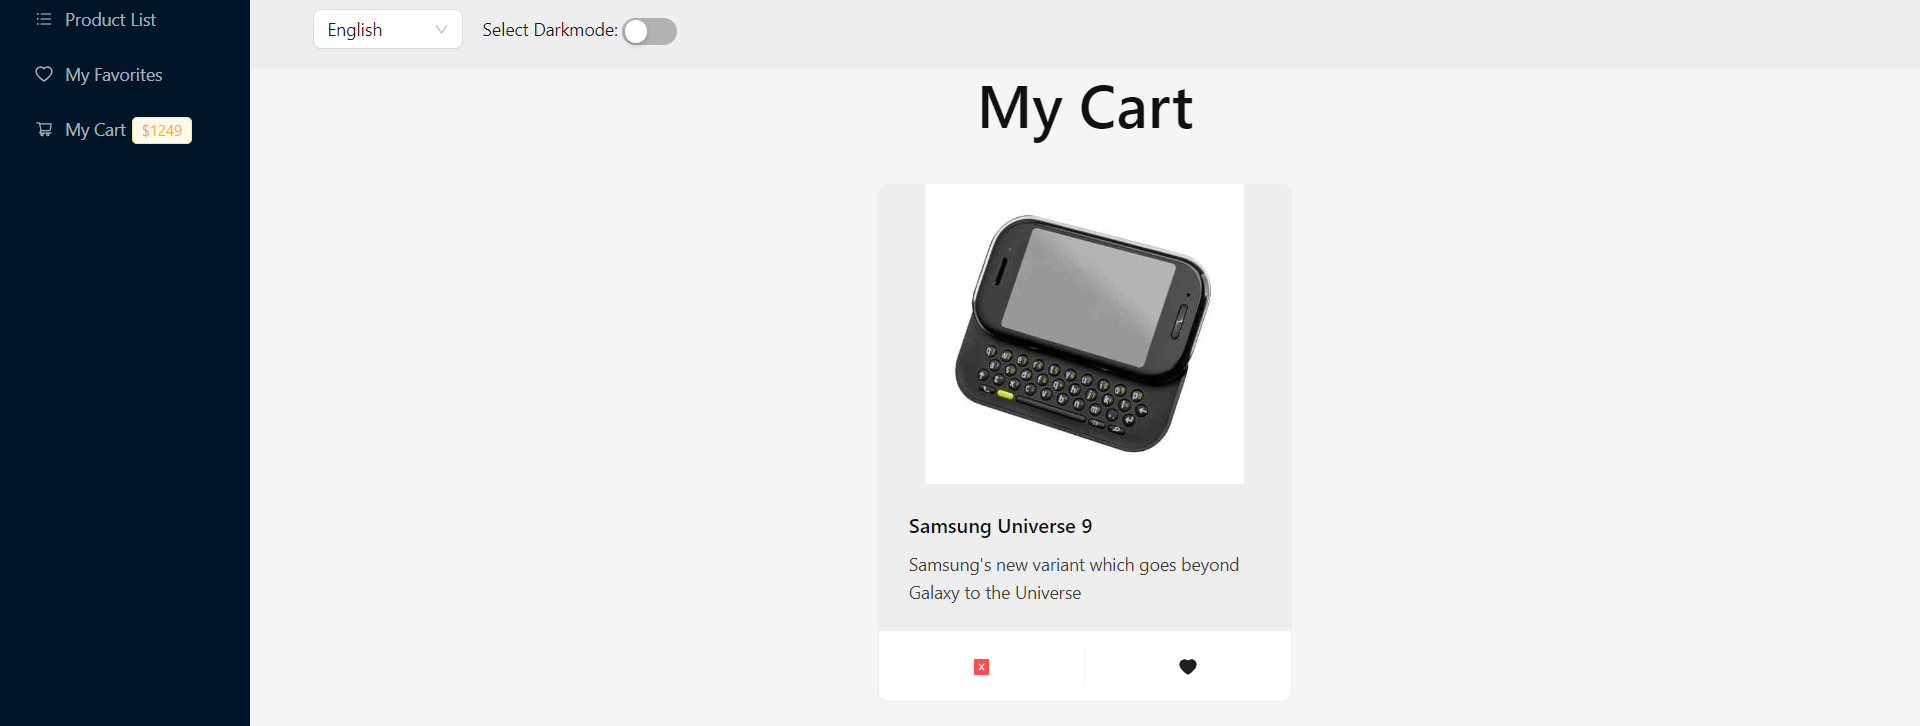 Product List
My Favorites
My Cart $1249
English
Select Darkmode:
My Cart
Samsung Universe 9
Samsung's new variant which goes beyond
Galaxy to the Universe
x